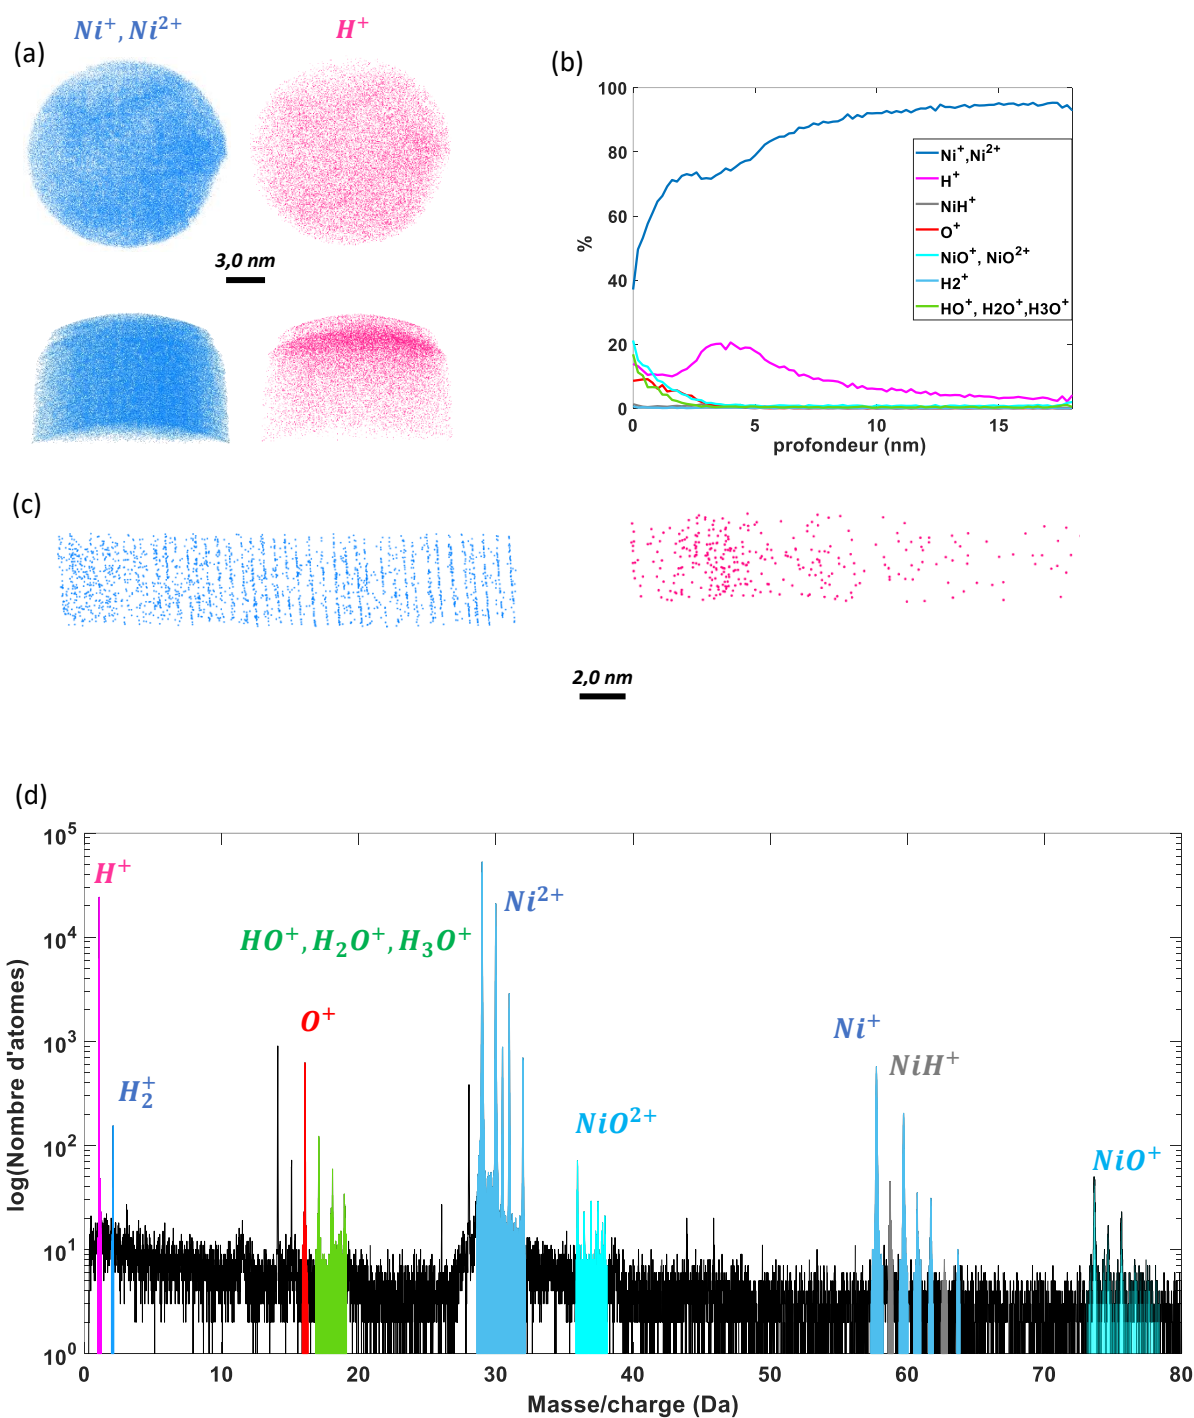 (a)
Ni⁺, Ni²⁺
H⁺
3,0 nm
(b)
100
80
60
40
20
0
%
0
5
10
15
profondeur (nm)
Ni⁺,Ni²⁺
H⁺
NiH⁺
O⁺
NiO⁺, NiO²⁺
H2⁺
HO⁺, H2O⁺,H3O⁺
(c)
2,0 nm
(d)
10⁵
10⁴
10³
10²
10¹
10⁰
log(Nombre d'atomes)
H⁺
H₂⁺
HO⁺, H₂O⁺, H₃O⁺
O⁺
Ni²⁺
NiO²⁺
Ni⁺
NiH⁺
NiO⁺
0
10
20
30
40
50
60
70
80
Masse/charge (Da)